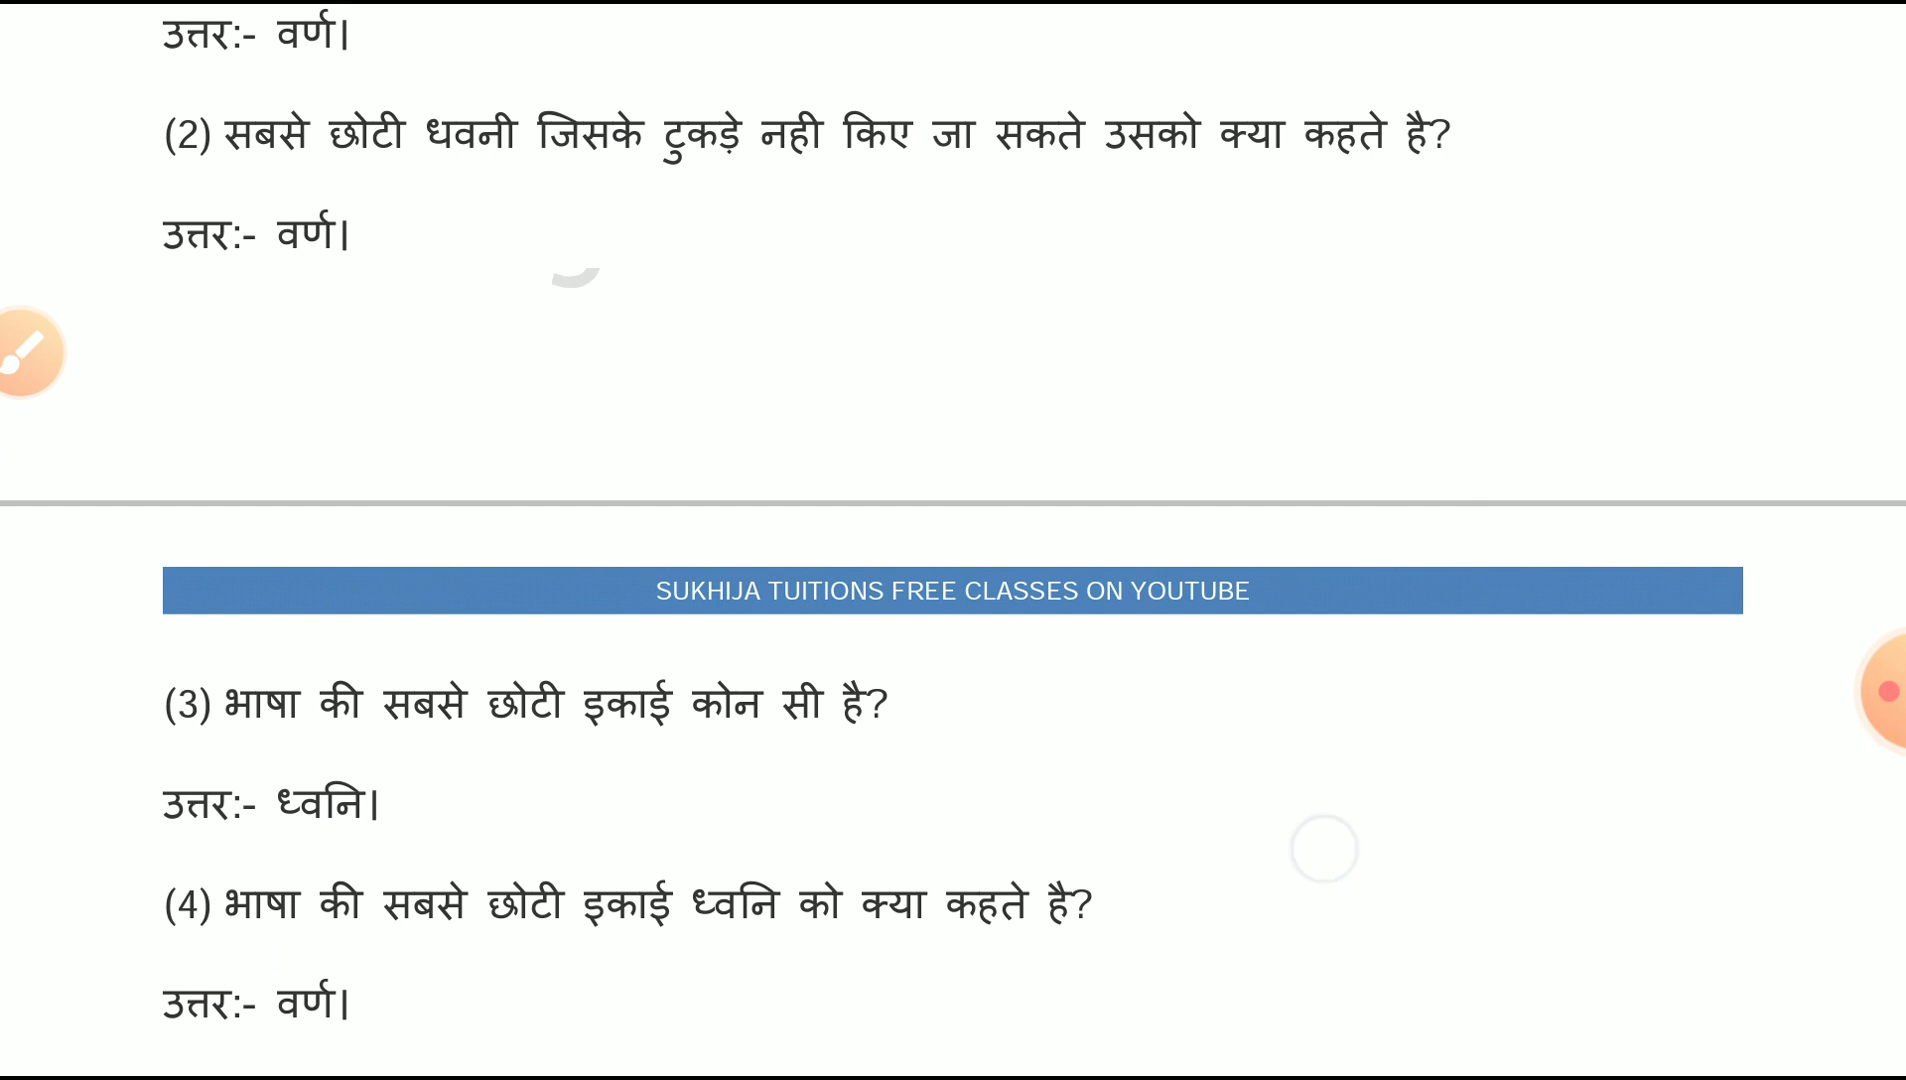 उत्तर:- वर्ण।
(2) सबसे छोटी धवनी जिसके टुकड़े नही किए जा सकते उसको क्या कहते है?
उत्तर:- वर्ण।
SUKHIJA TUITIONS FREE CLASSES ON YOUTUBE
(3) भाषा की सबसे छोटी इकाई कोन सी है?
उत्तर:- ध्वनि।
(4) भाषा की सबसे छोटी इकाई ध्वनि को क्या कहते है?
उत्तर:- वर्ण।